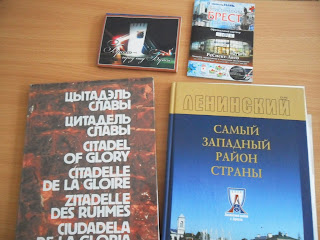 БРЕСТ
ЦЫТАДЭЛЬ
СЛАВЫ
ЦИТАДЕЛЬ
СЛАВЫ
CITADEL
OF GLORY
CITADELLE
DE LA GLOIRE
ZITADELLE
DES RUHMES
CIUDADELA
DE LA GLORIA
ЛЕНИНСКИЙ
САМЫЙ
ЗАПАДНЫЙ
РАЙОН
СТРАНЫ